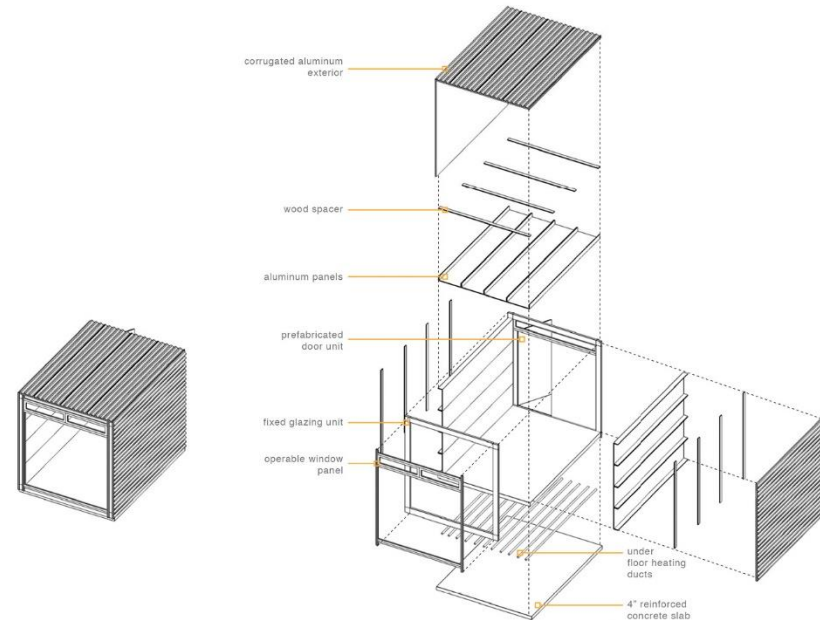 corrugated aluminum
exterior
wood spacer
aluminum panels
prefabricated
door unit
fixed glazing unit
operable window
panel
under
floor heating
ducts
4" reinforced
concrete slab